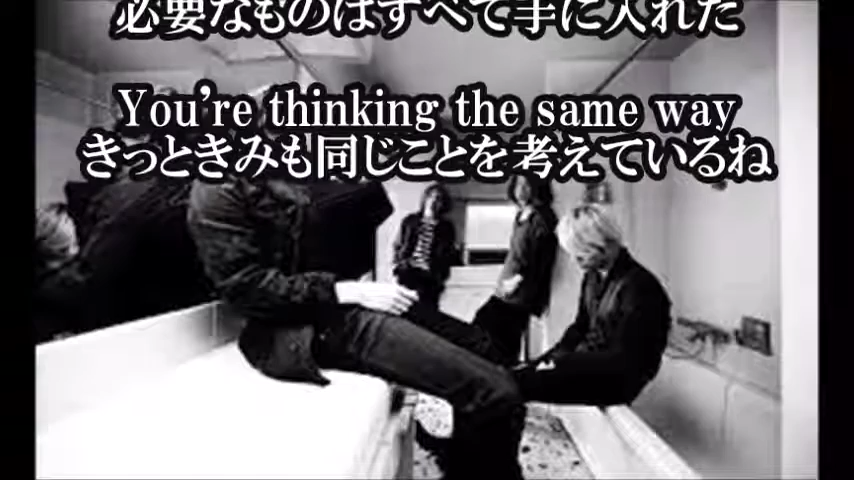 必要なものはすべて手に入れた
You're thinking the same way
きっときみも同じことを考えているね